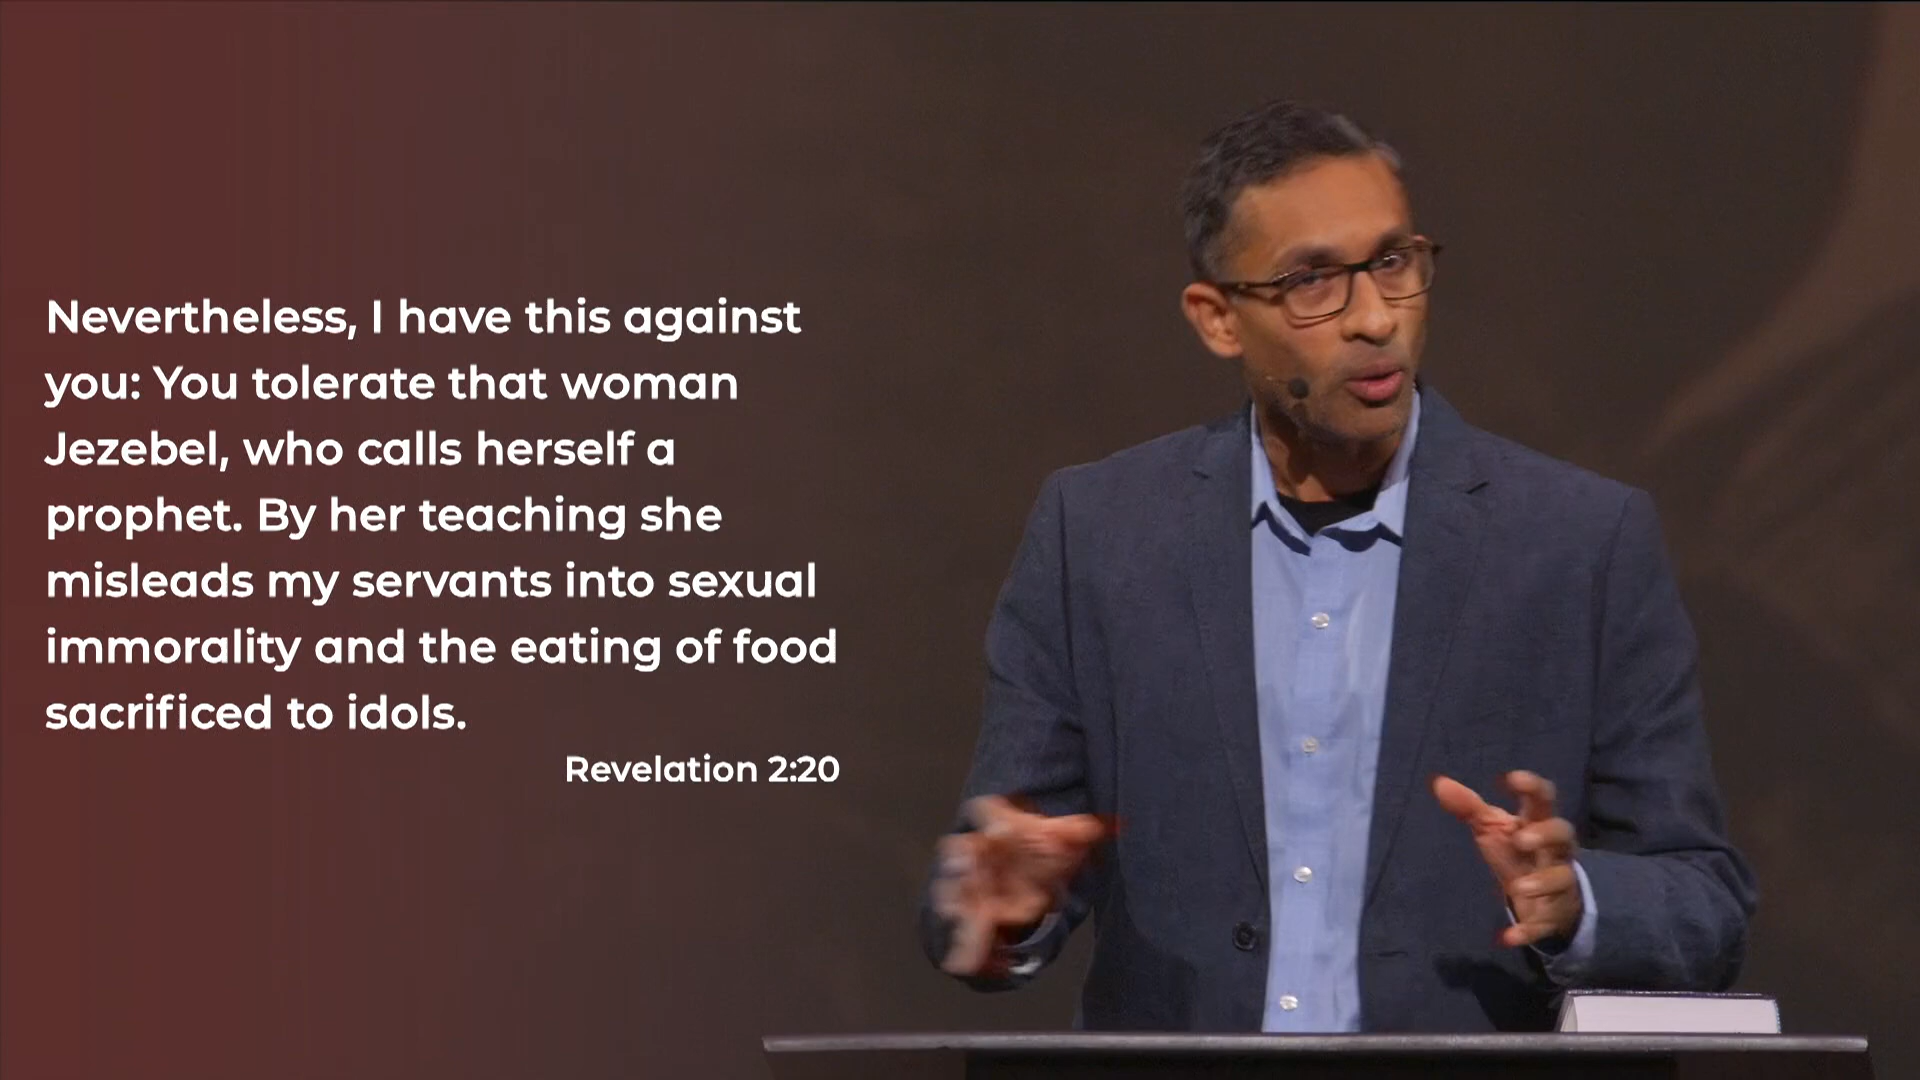 Nevertheless, I have this against
you: You tolerate that woman
Jezebel, who calls herself a
prophet. By her teaching she
misleads my servants into sexual
immorality and the eating of food
sacrificed to idols.
Revelation 2:20